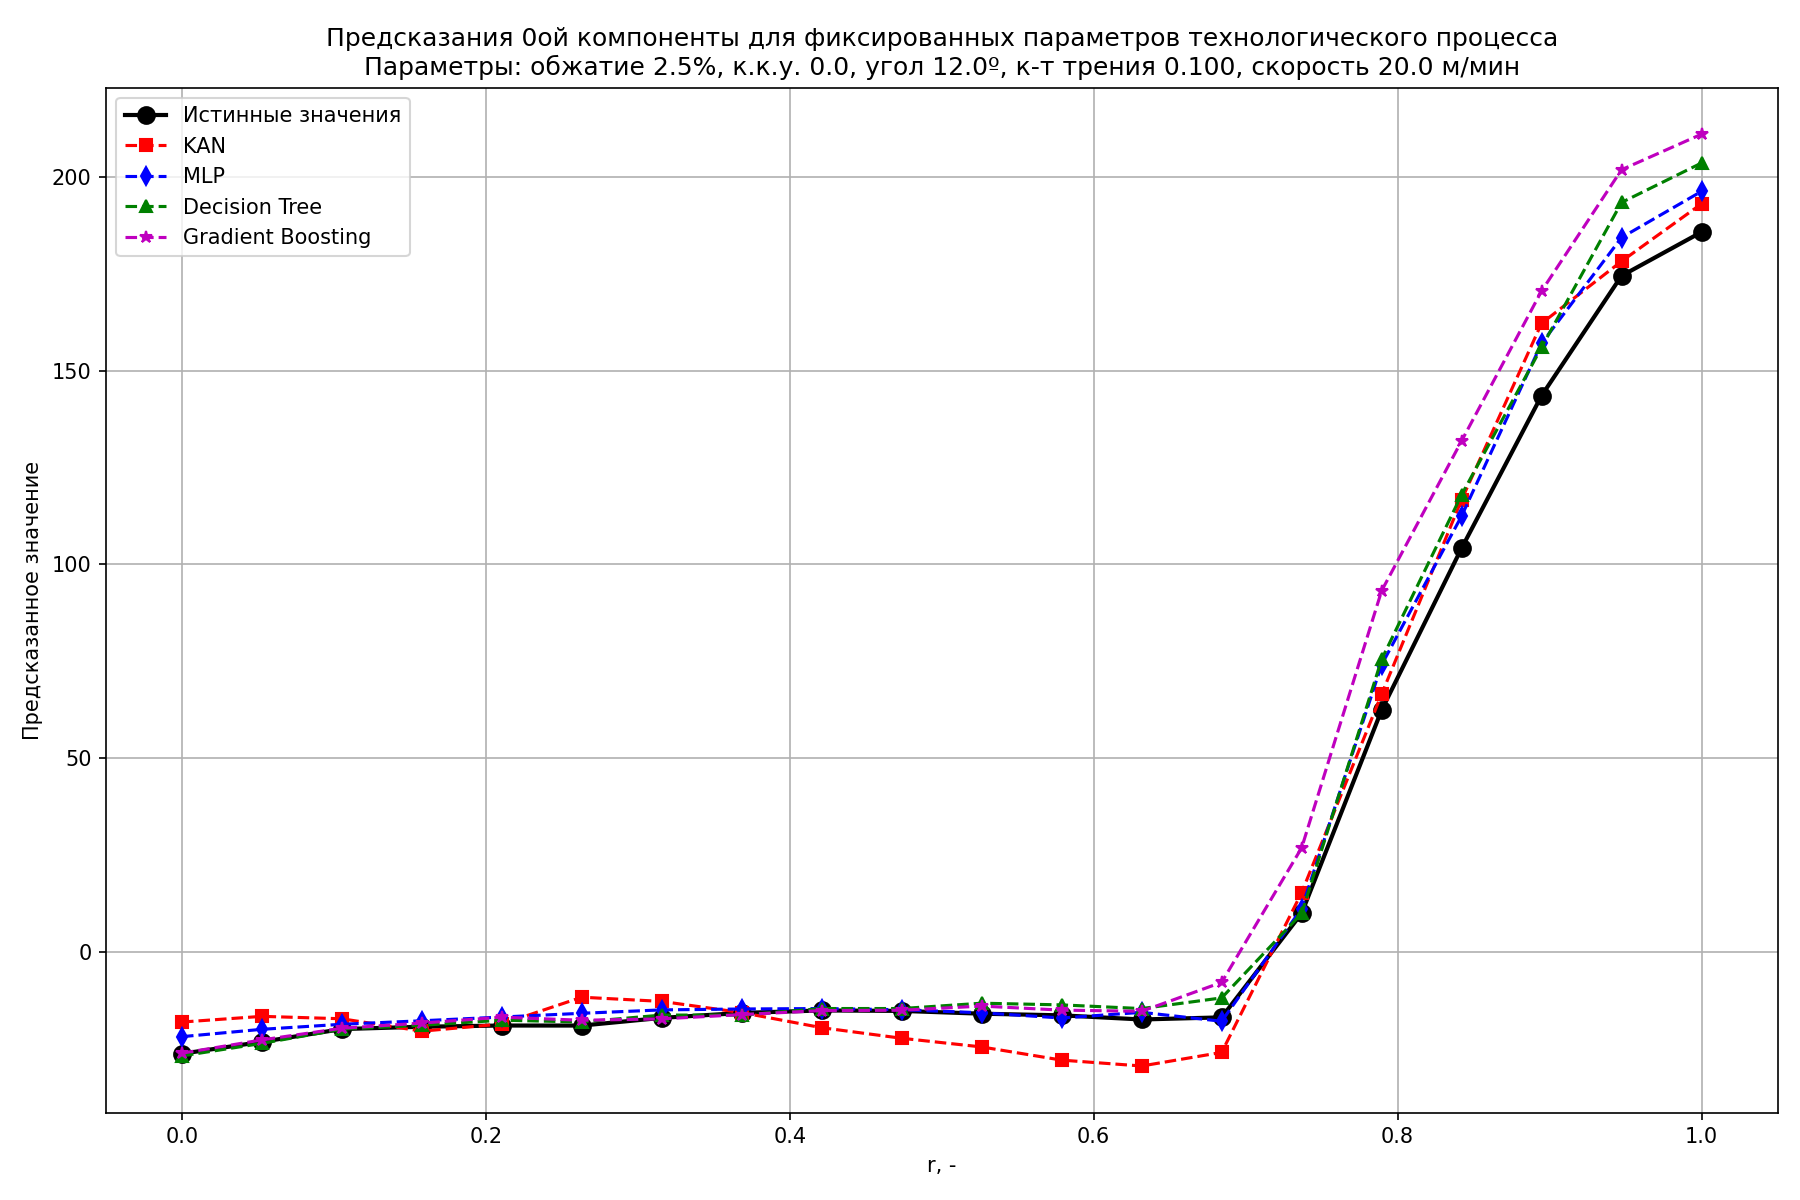 Предсказания 0ой компоненты для фиксированных параметров технологического процесса
Параметры: обжатие 2.5%, к.к.у. 0.0, угол 12.0º, к-т трения 0.100, скорость 20.0 м/мин
Истинные значения
KAN
MLP
Decision Tree
Gradient Boosting
Предсказанное значение
200
150
100
50
0
0.0
0.2
0.4
0.6
0.8
1.0
r, -